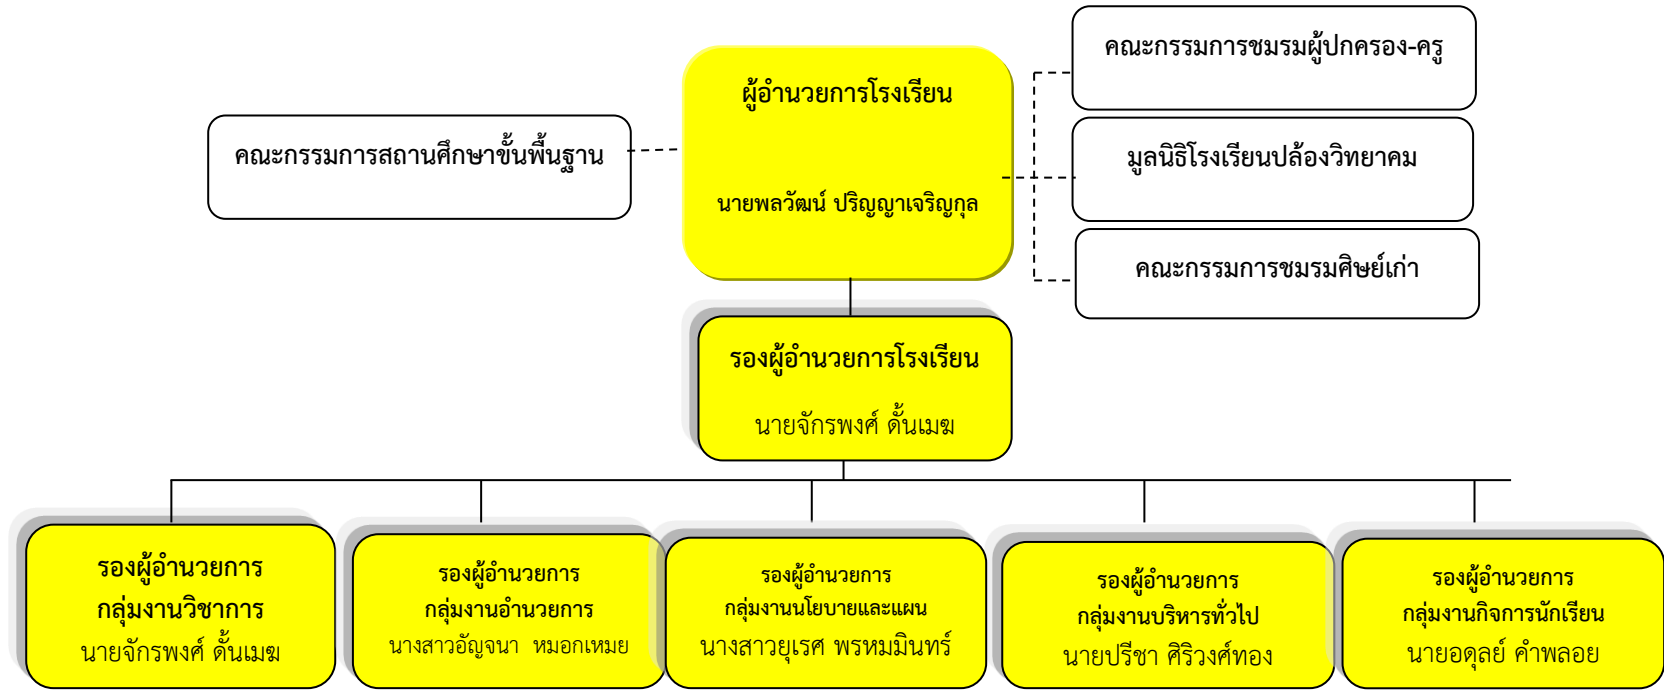 คณะกรรมการชมรมผู้ปกครอง-ครู
ผู้อำนวยการโรงเรียน
คณะกรรมการสถานศึกษาขั้นพื้นฐาน
มูลนิธิโรงเรียนปล้องวิทยาคม
นายพลวัฒน์ ปริญญาเจริญกุล
คณะกรรมการชมรมศิษย์เก่า
รองผู้อำนวยการโรงเรียน
นายจักรพงศ์ ดั้นเมฆ
รองผู้อำนวยการ
กลุ่มงานวิชาการ
นายจักรพงศ์ ดั้นเมฆ
รองผู้อำนวยการ
กลุ่มงานอำนวยการ
นางสาวอัญจนา หมอกเหมย
รองผู้อำนวยการ
กลุ่มงานนโยบายและแผน
นางสาวยุเรศ พรหมมินทร์
รองผู้อำนวยการ
กลุ่มงานบริหารทั่วไป
นายปรีชา ศิริวงศ์ทอง
รองผู้อำนวยการ
กลุ่มงานกิจการนักเรียน
นายอดุลย์ คำพลอย